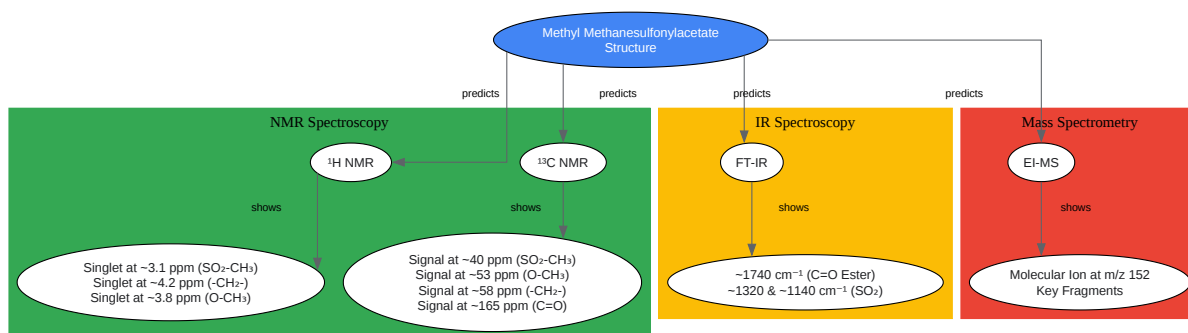 Methyl Methanesulfonylacetate
Structure
predicts
predicts
predicts
predicts
NMR Spectroscopy
IR Spectroscopy
Mass Spectrometry
¹H NMR
¹³C NMR
FT-IR
EI-MS
shows
shows
shows
shows
Singlet at ~3.1 ppm (SO₂-CH₃)
Singlet at ~4.2 ppm (-CH₂-)
Singlet at ~3.8 ppm (O-CH₃)
Signal at ~40 ppm (SO₂-CH₃)
Signal at ~53 ppm (O-CH₃)
Signal at ~58 ppm (-CH₂-)
Signal at ~165 ppm (C=O)
~1740 cm⁻¹ (C=O Ester)
~1320 & ~1140 cm⁻¹ (SO₂)
Molecular Ion at m/z 152
Key Fragments